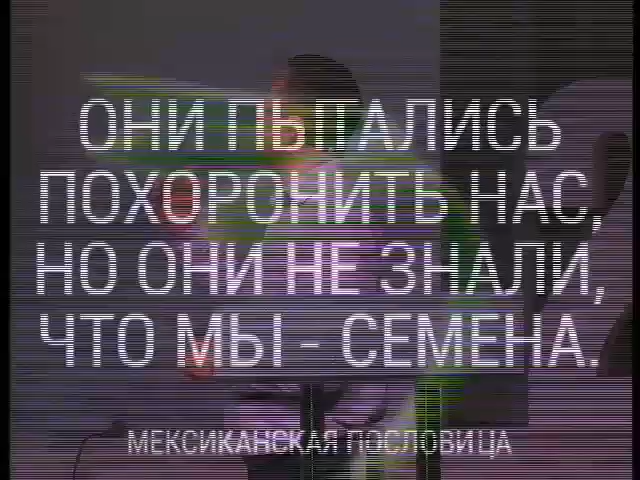 ОНИ ПЫТАЛИСЬ
ПОХОРОНИТЬ НАС,
НО ОНИ НЕ ЗНАЛИ,
ЧТО МЫ - СЕМЕНА.
МЕКСИКАНСКАЯ ПОСЛОВИЦА